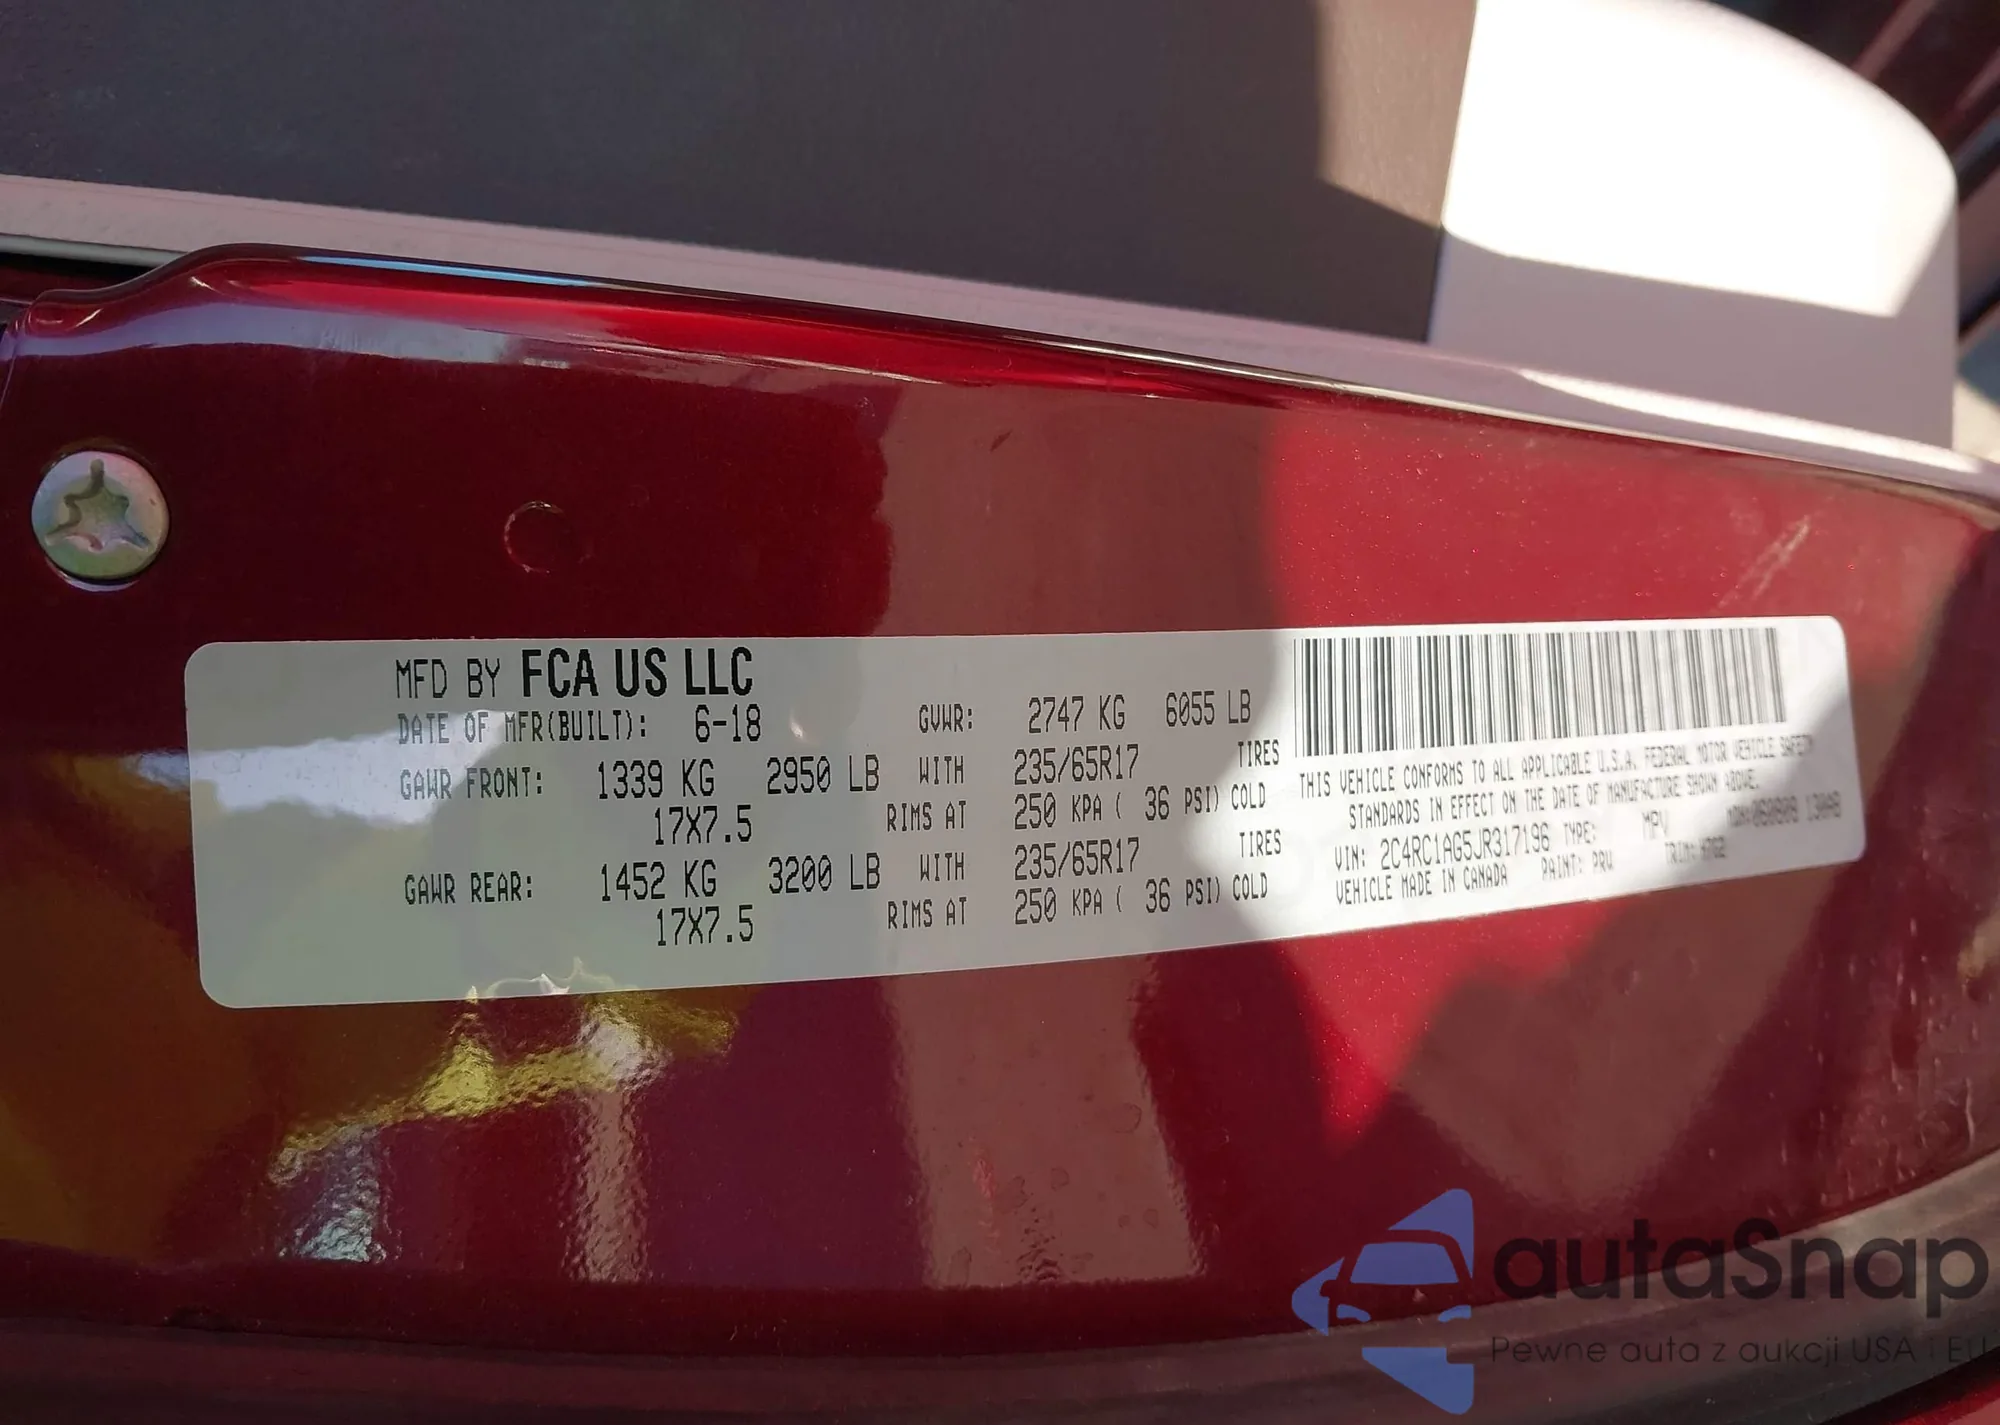 MFD BY FCA US LLC
DATE OF MFR(BUILT): 6-18 GVWR: 2747 KG 6055 LB
GAWR FRONT: 1339 KG 2950 LB WITH 235/65R17 TIRES
17X7.5 RIMS AT 250 KPA ( 36 PSI) COLD
GAWR REAR: 1452 KG 3200 LB WITH 235/65R17 TIRES
17X7.5 RIMS AT 250 KPA ( 36 PSI) COLD
THIS VEHICLE CONFORMS TO ALL APPLICABLE U.S.A. FEDERAL MOTOR VEHICLE SAFETY
STANDARDS IN EFFECT ON THE DATE OF MANUFACTURE SHOWN ABOVE.
VIN: 2C4RC1AG5JR317196 TYPE: MPV
VEHICLE MADE IN CANADA PAINT: PRV TRIM:
autaSnap
Pewne auta z aukcji USA i EU